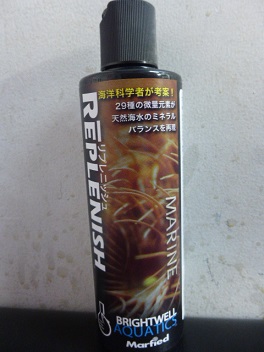 海洋科学者が考案!
29種の微量元素が
天然海水のミネラル
バランスを再現
リプレニッシュ
REPLENISH
MARINE
BRIGHTWELL
AQUATICS
Marfied